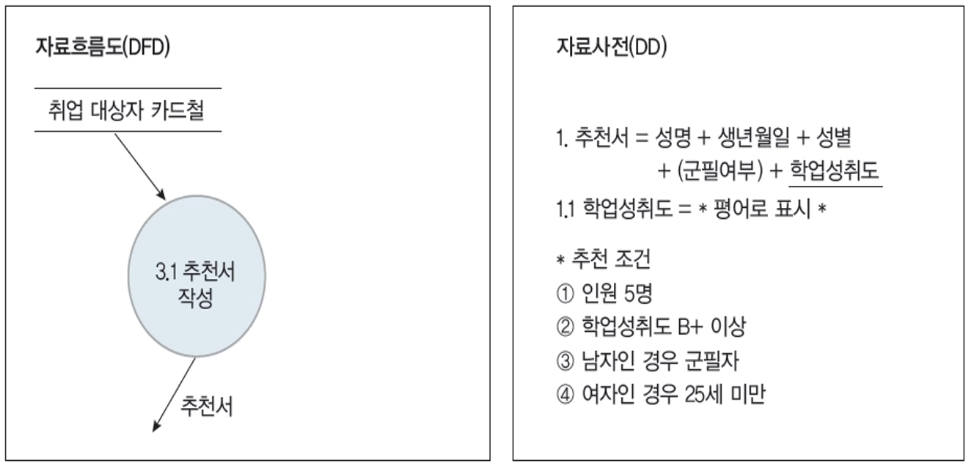 자료흐름도(DFD)
취업 대상자 카드철
3.1 추천서
작성
추천서
자료사전(DD)
1. 추천서 = 성명 + 생년월일 + 성별
+ (군필여부) + 학업성취도
1.1 학업성취도 = * 평어로 표시 *
* 추천 조건
① 인원 5명
② 학업성취도 B+ 이상
③ 남자인 경우 군필자
④ 여자인 경우 25세 미만